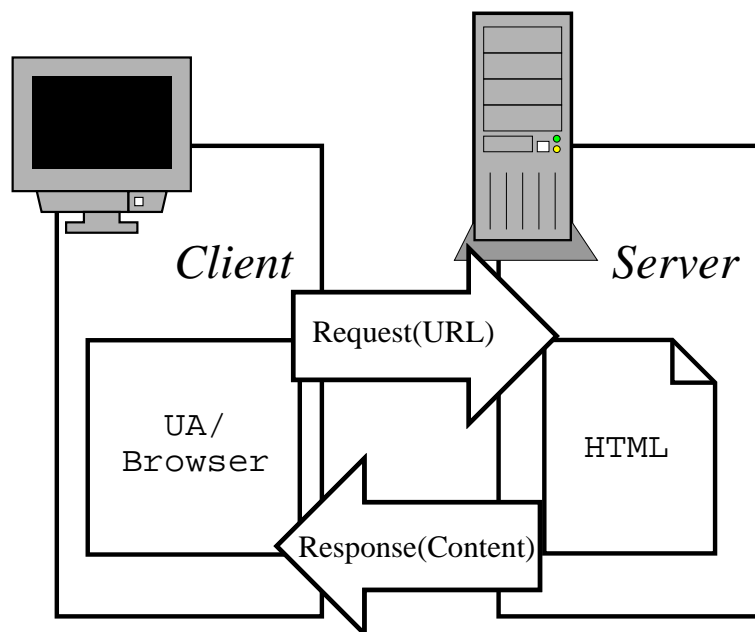 Client
Server
Request(URL)
UA/
Browser
HTML
Response(Content)